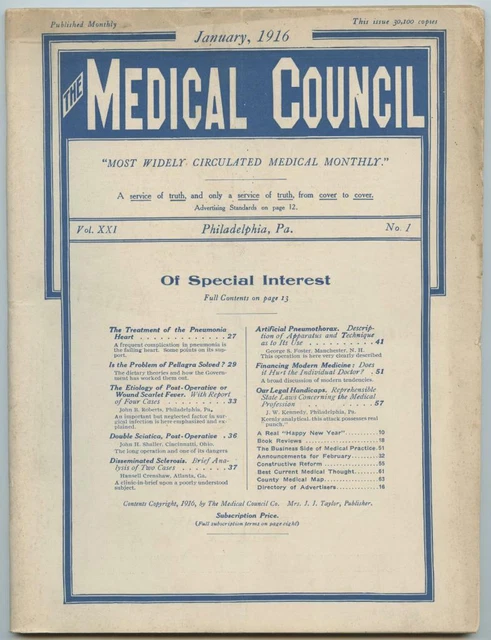 Published Monthly
This issue 30,100 copies
January, 1916
THE MEDICAL COUNCIL
"MOST WIDELY CIRCULATED MEDICAL MONTHLY."
A service of truth, and only a service of truth, from cover to cover.
Advertising Standards on page 12.
Vol. XXI Philadelphia, Pa. No. 1
Of Special Interest
Full Contents on page 13
The Treatment of the Pneumonia
Heart . . . . . . . . . . . 27
A frequent complication in pneumonia is
the failing heart. Some points on its sup-
port.
Is the Problem of Pellagra Solved? 29
The dietary theories and how the Govern-
ment has worked them out.
The Etiology of Post-Operative or
Wound Scarlet Fever. With Report
of Four Cases . . . . . . . . 33
John B. Roberts, Philadelphia, Pa.
An important but neglected factor in sur-
gical infection is here examined and ex-
plained.
Double Sciatica, Post-Operative . 36
John H. Shaller, Cincinnati, Ohio.
The long operation and one of its dangers
Disseminated Sclerosis. Brief Ana-
lysis of Two Cases . . . . . . . 37
Hansell Crenshaw, Atlanta, Ga.
A clinic-in-brief upon a poorly understood
subject.
Artificial Pneumothorax. Descrip-
tion of Apparatus and Technique
as to Its Use . . . . . . . . . 41
George S. Foster, Manchester, N. H.
This operation is here very clearly described
Financing Modern Medicine: Does
it Hurt the Individual Doctor? . 51
A broad discussion of modern tendencies.
Our Legal Handicaps. Reprehensible
State Laws Concerning the Medical
Profession . . . . . . . . . . 57
J. W. Kennedy, Philadelphia, Pa.
Keenly analytical, this attack possesses real
punch."
A Real "Happy New Year" . . . . . . . . 10
Book Reviews . . . . . . . . 18
The Business Side of Medical Practice. 51
Announcements for February . . . . . . 32
Constructive Reform . . . . . . . .
Best Current Medical Thought . . . . . 61
County Medical Map . . . . . . . . 63
Directory of Advertisers . . . . . . . 16
Contents Copyright, 1916, by The Medical Council Co. Mrs. J. J. Taylor, Publisher.
Subscription Price.
(Full subscription terms on page eight)